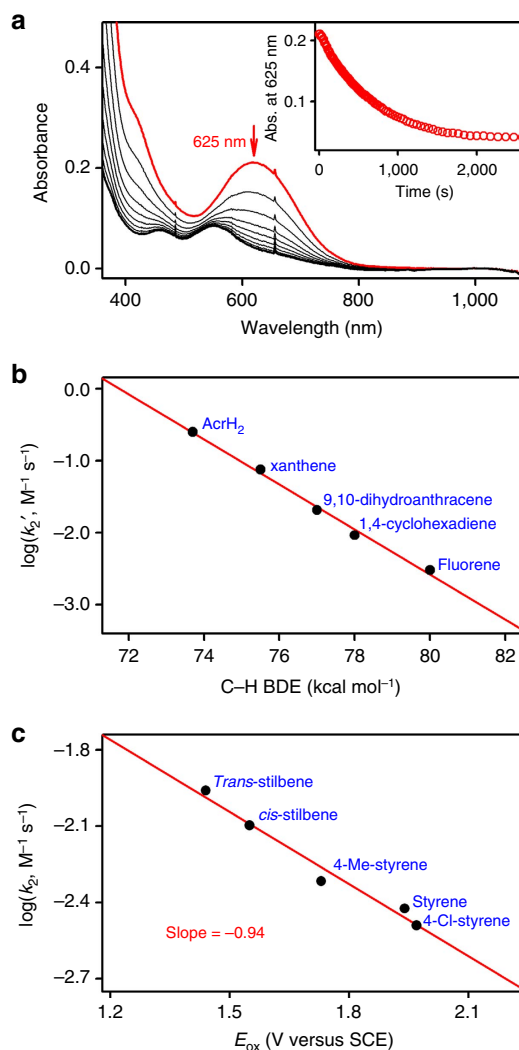 a
0.4
0.2
0.0
Absorbance
625 nm
400
600
800
1,000
Wavelength (nm)
0.2
0.1
Abs. at 625 nm
0
1,000
2,000
Time (s)
b
0.0
–1.0
–2.0
–3.0
log(k2′, M–1 s–1)
AcrH2
xanthene
9,10-dihydroanthracene
1,4-cyclohexadiene
Fluorene
72
74
76
78
80
82
C–H BDE (kcal mol–1)
c
–1.8
–2.1
–2.4
–2.7
log(k2, M–1 s–1)
Trans-stilbene
cis-stilbene
4-Me-styrene
Styrene
4-Cl-styrene
Slope = –0.94
1.2
1.5
1.8
2.1
Eox (V versus SCE)